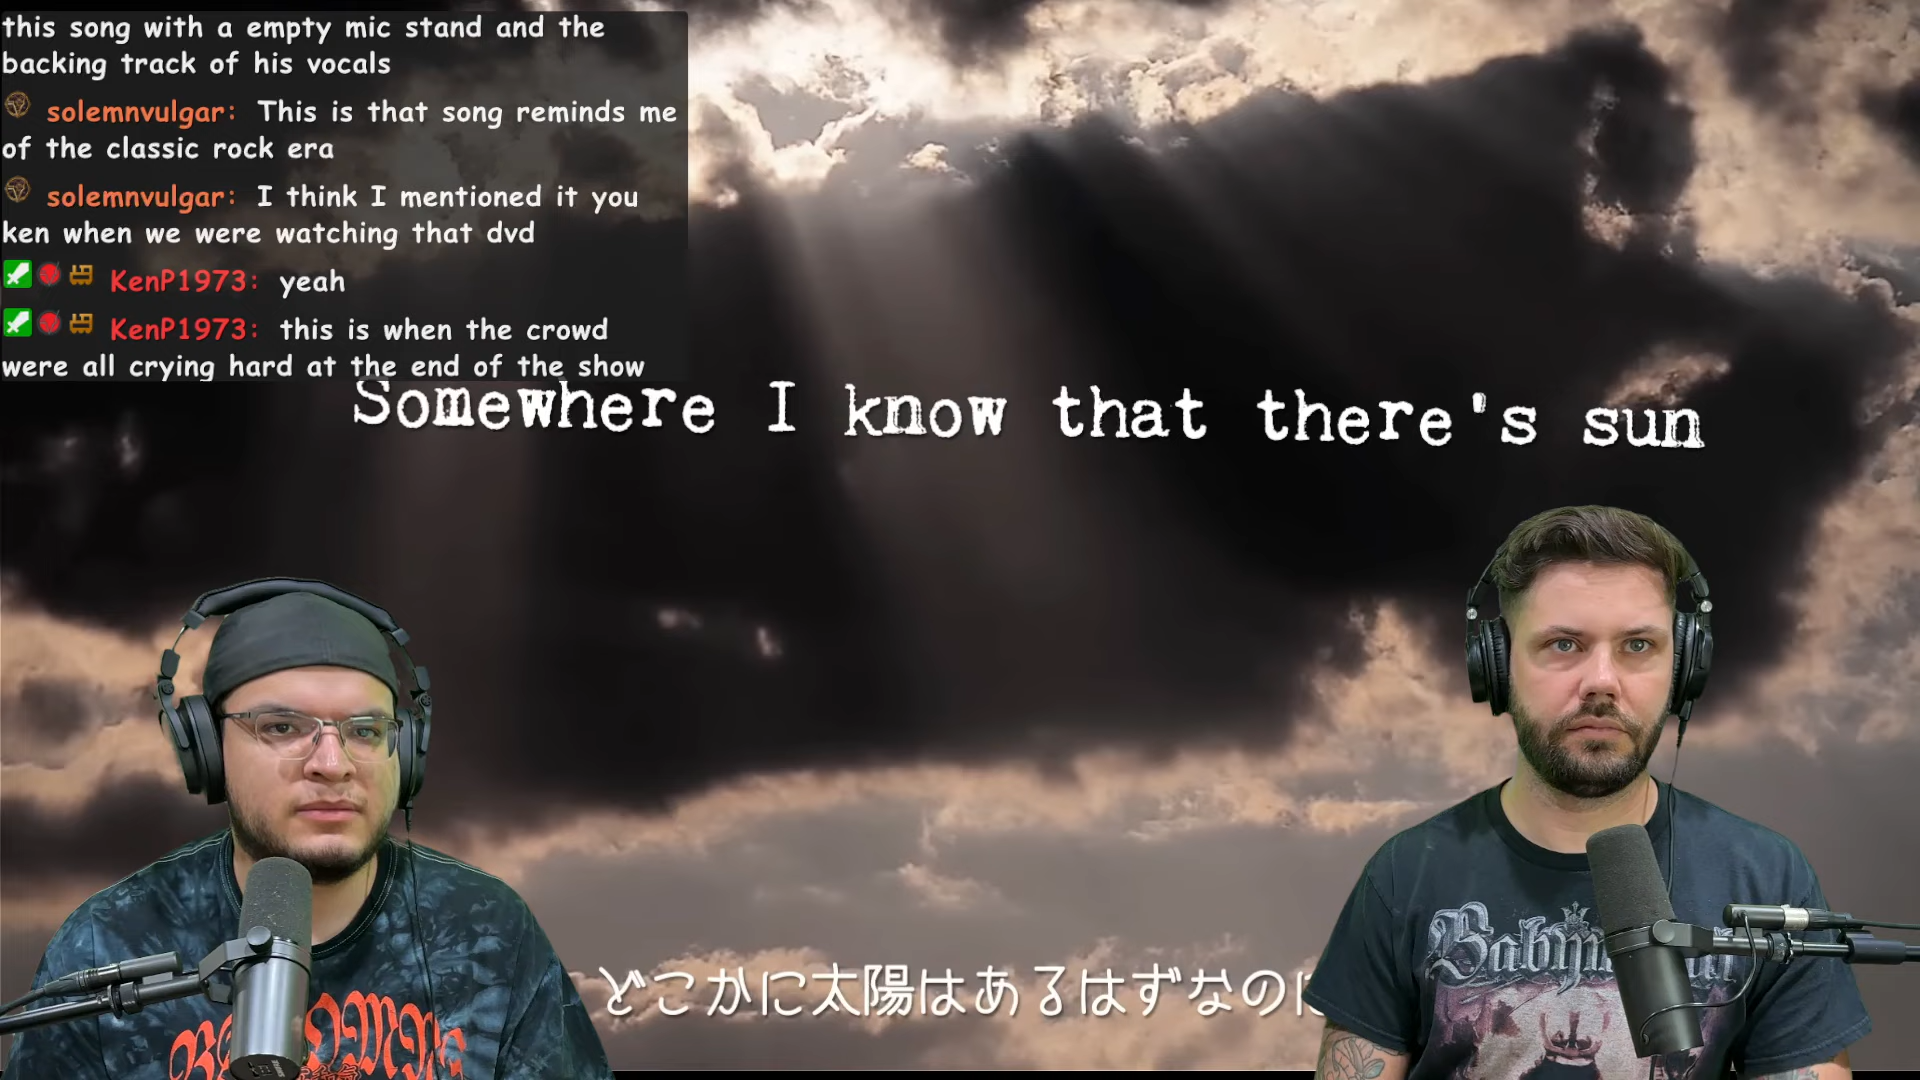 this song with a empty mic stand and the
backing track of his vocals
solemnvulgar: This is that song reminds me
of the classic rock era
solemnvulgar: I think I mentioned it you
ken when we were watching that dvd
KenP1973: yeah
KenP1973: this is when the crowd
were all crying hard at the end of the show
Somewhere I know that there's sun
どこかに太陽はあるはずなのに